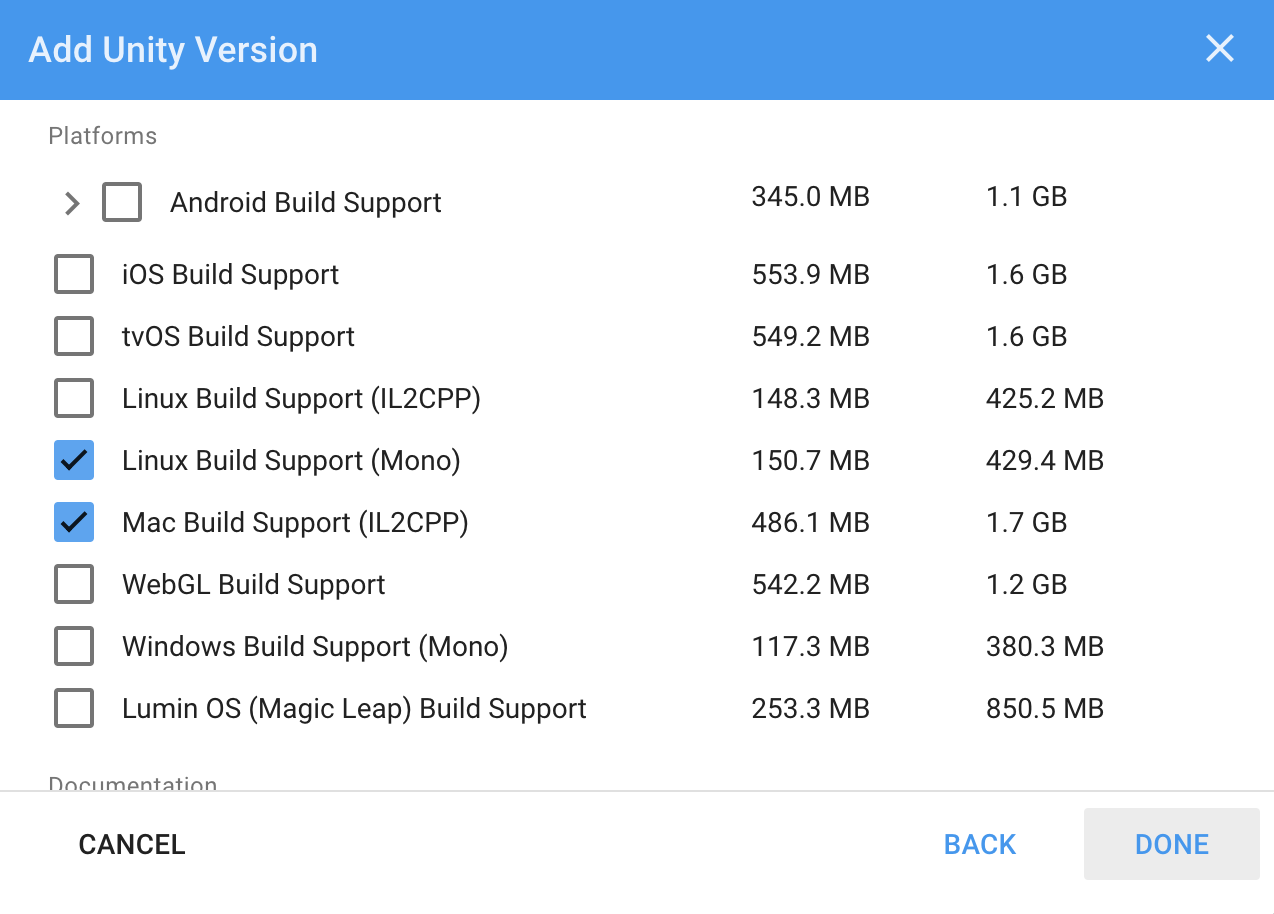 Add Unity Version
Platforms
Android Build Support 345.0 MB 1.1 GB
iOS Build Support 553.9 MB 1.6 GB
tvOS Build Support 549.2 MB 1.6 GB
Linux Build Support (IL2CPP) 148.3 MB 425.2 MB
Linux Build Support (Mono) 150.7 MB 429.4 MB
Mac Build Support (IL2CPP) 486.1 MB 1.7 GB
WebGL Build Support 542.2 MB 1.2 GB
Windows Build Support (Mono) 117.3 MB 380.3 MB
Lumin OS (Magic Leap) Build Support 253.3 MB 850.5 MB
Documentation
CANCEL BACK DONE